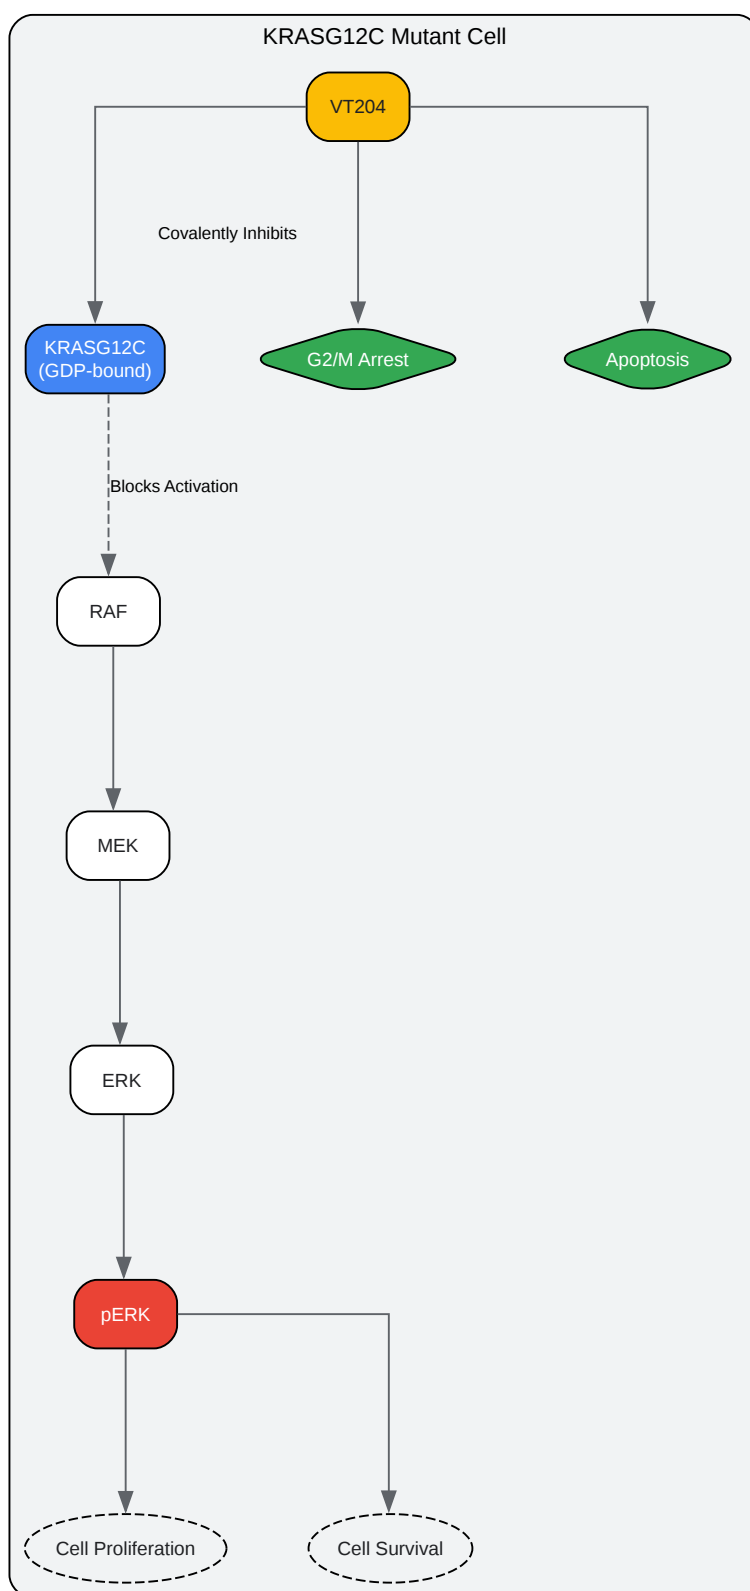 KRASG12C Mutant Cell
VT204
Covalently Inhibits
KRASG12C
(GDP-bound)
G2/M Arrest
Apoptosis
Blocks Activation
RAF
MEK
ERK
pERK
Cell Proliferation
Cell Survival